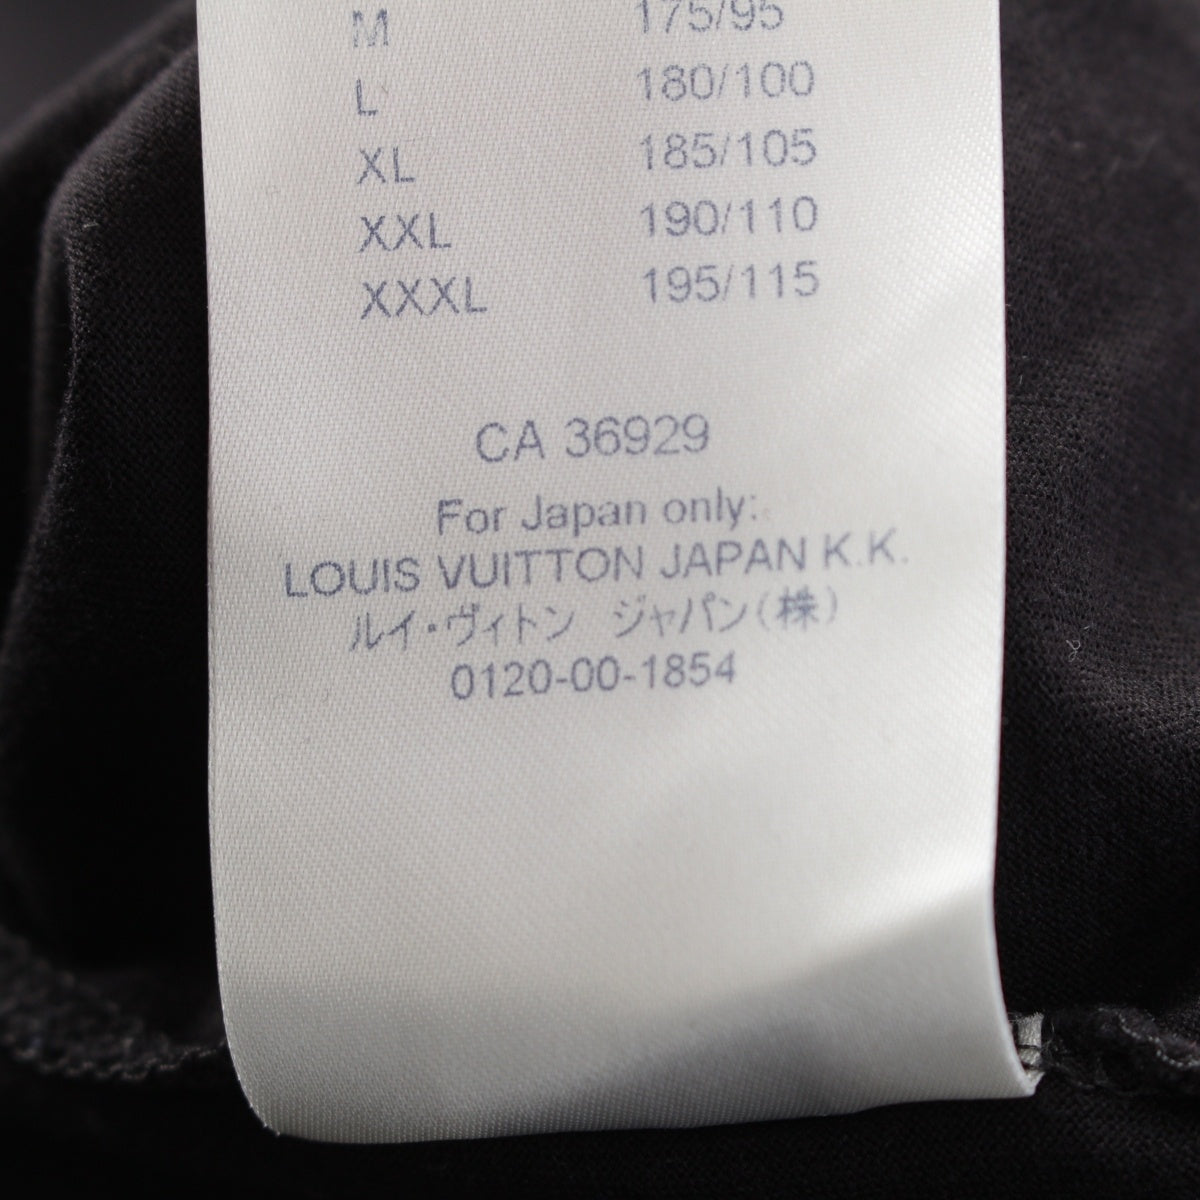 M 175/95
L 180/100
XL 185/105
XXL 190/110
XXXL 195/115
CA 36929
For Japan only:
LOUIS VUITTON JAPAN K.K.
ルイ・ヴィトン ジャパン(株)
0120-00-1854